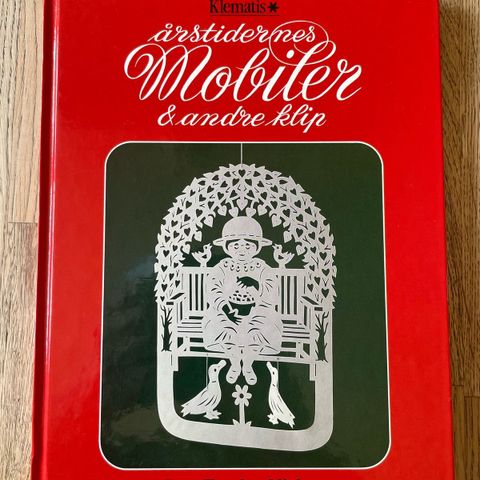 Klematis
årstidernes
Mobiler
& andre klip